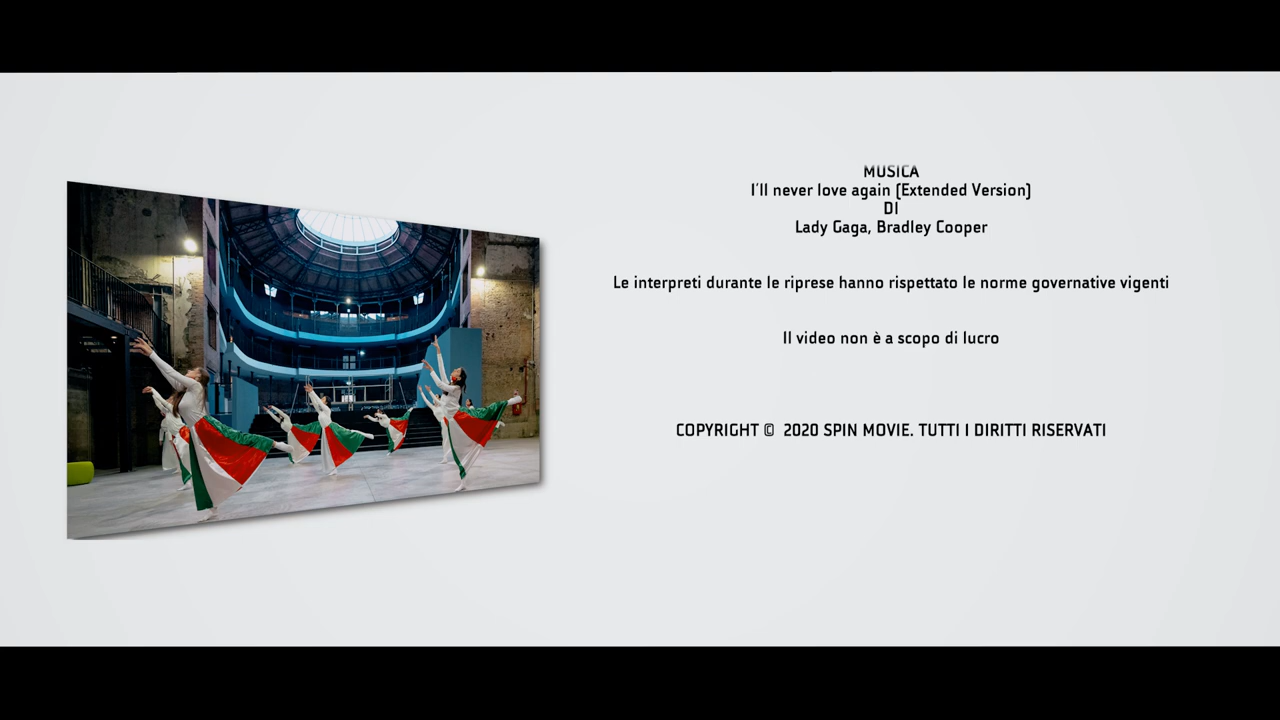 MUSICA
I'll never love again (Extended Version)
DI
Lady Gaga, Bradley Cooper
Le interpreti durante le riprese hanno rispettato le norme governative vigenti
Il video non è a scopo di lucro
COPYRIGHT © 2020 SPIN MOVIE. TUTTI I DIRITTI RISERVATI